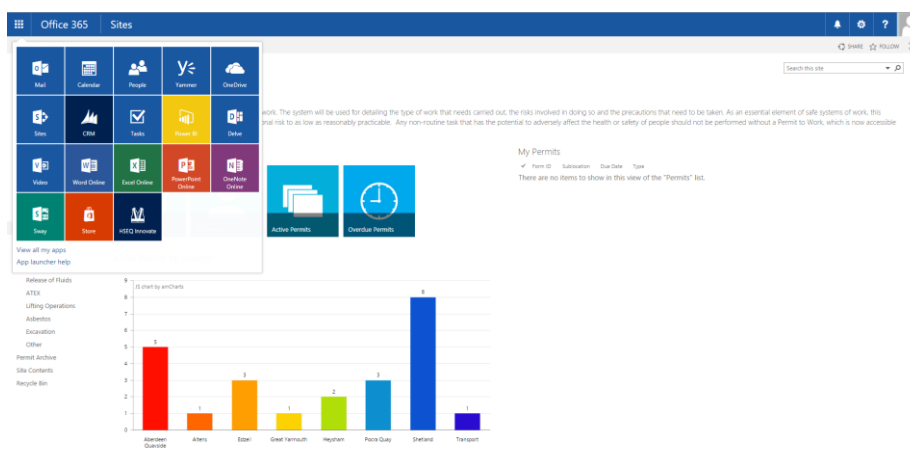 Office 365 Sites
SHARE FOLLOW
Mail Calendar People Yammer OneDrive
Sites CRM Tasks Power BI Delve
Video Word Online Excel Online PowerPoint Online OneNote Online
Sway Store HSEQ Innovate
View all my apps
App launcher help
Search this site
work. The system will be used for detailing the type of work that needs carried out, the risks involved in doing so and the precautions that need to be taken. As an essential element of safe systems of work, this
onal risk to as low as reasonably practicable. Any non-routine task that has the potential to adversely affect the health or safety of people should not be performed without a Permit to Work, which is now accessible
Active Permits Overdue Permits
My Permits
Form ID Sublocation Due Date Type
There are no items to show in this view of the "Permits" list.
Release of Fluids
ATEX
Lifting Operations
Asbestos
Excavation
Other
Permit Archive
Site Contents
Recycle Bin
JS chart by amCharts
9
8
7
6
5
4
3
2
1
0
5 1 3 1 2 3 8 1
Aberdeen Quayside Altens Edzell Great Yarmouth Heysham Pocra Quay Shetland Transport